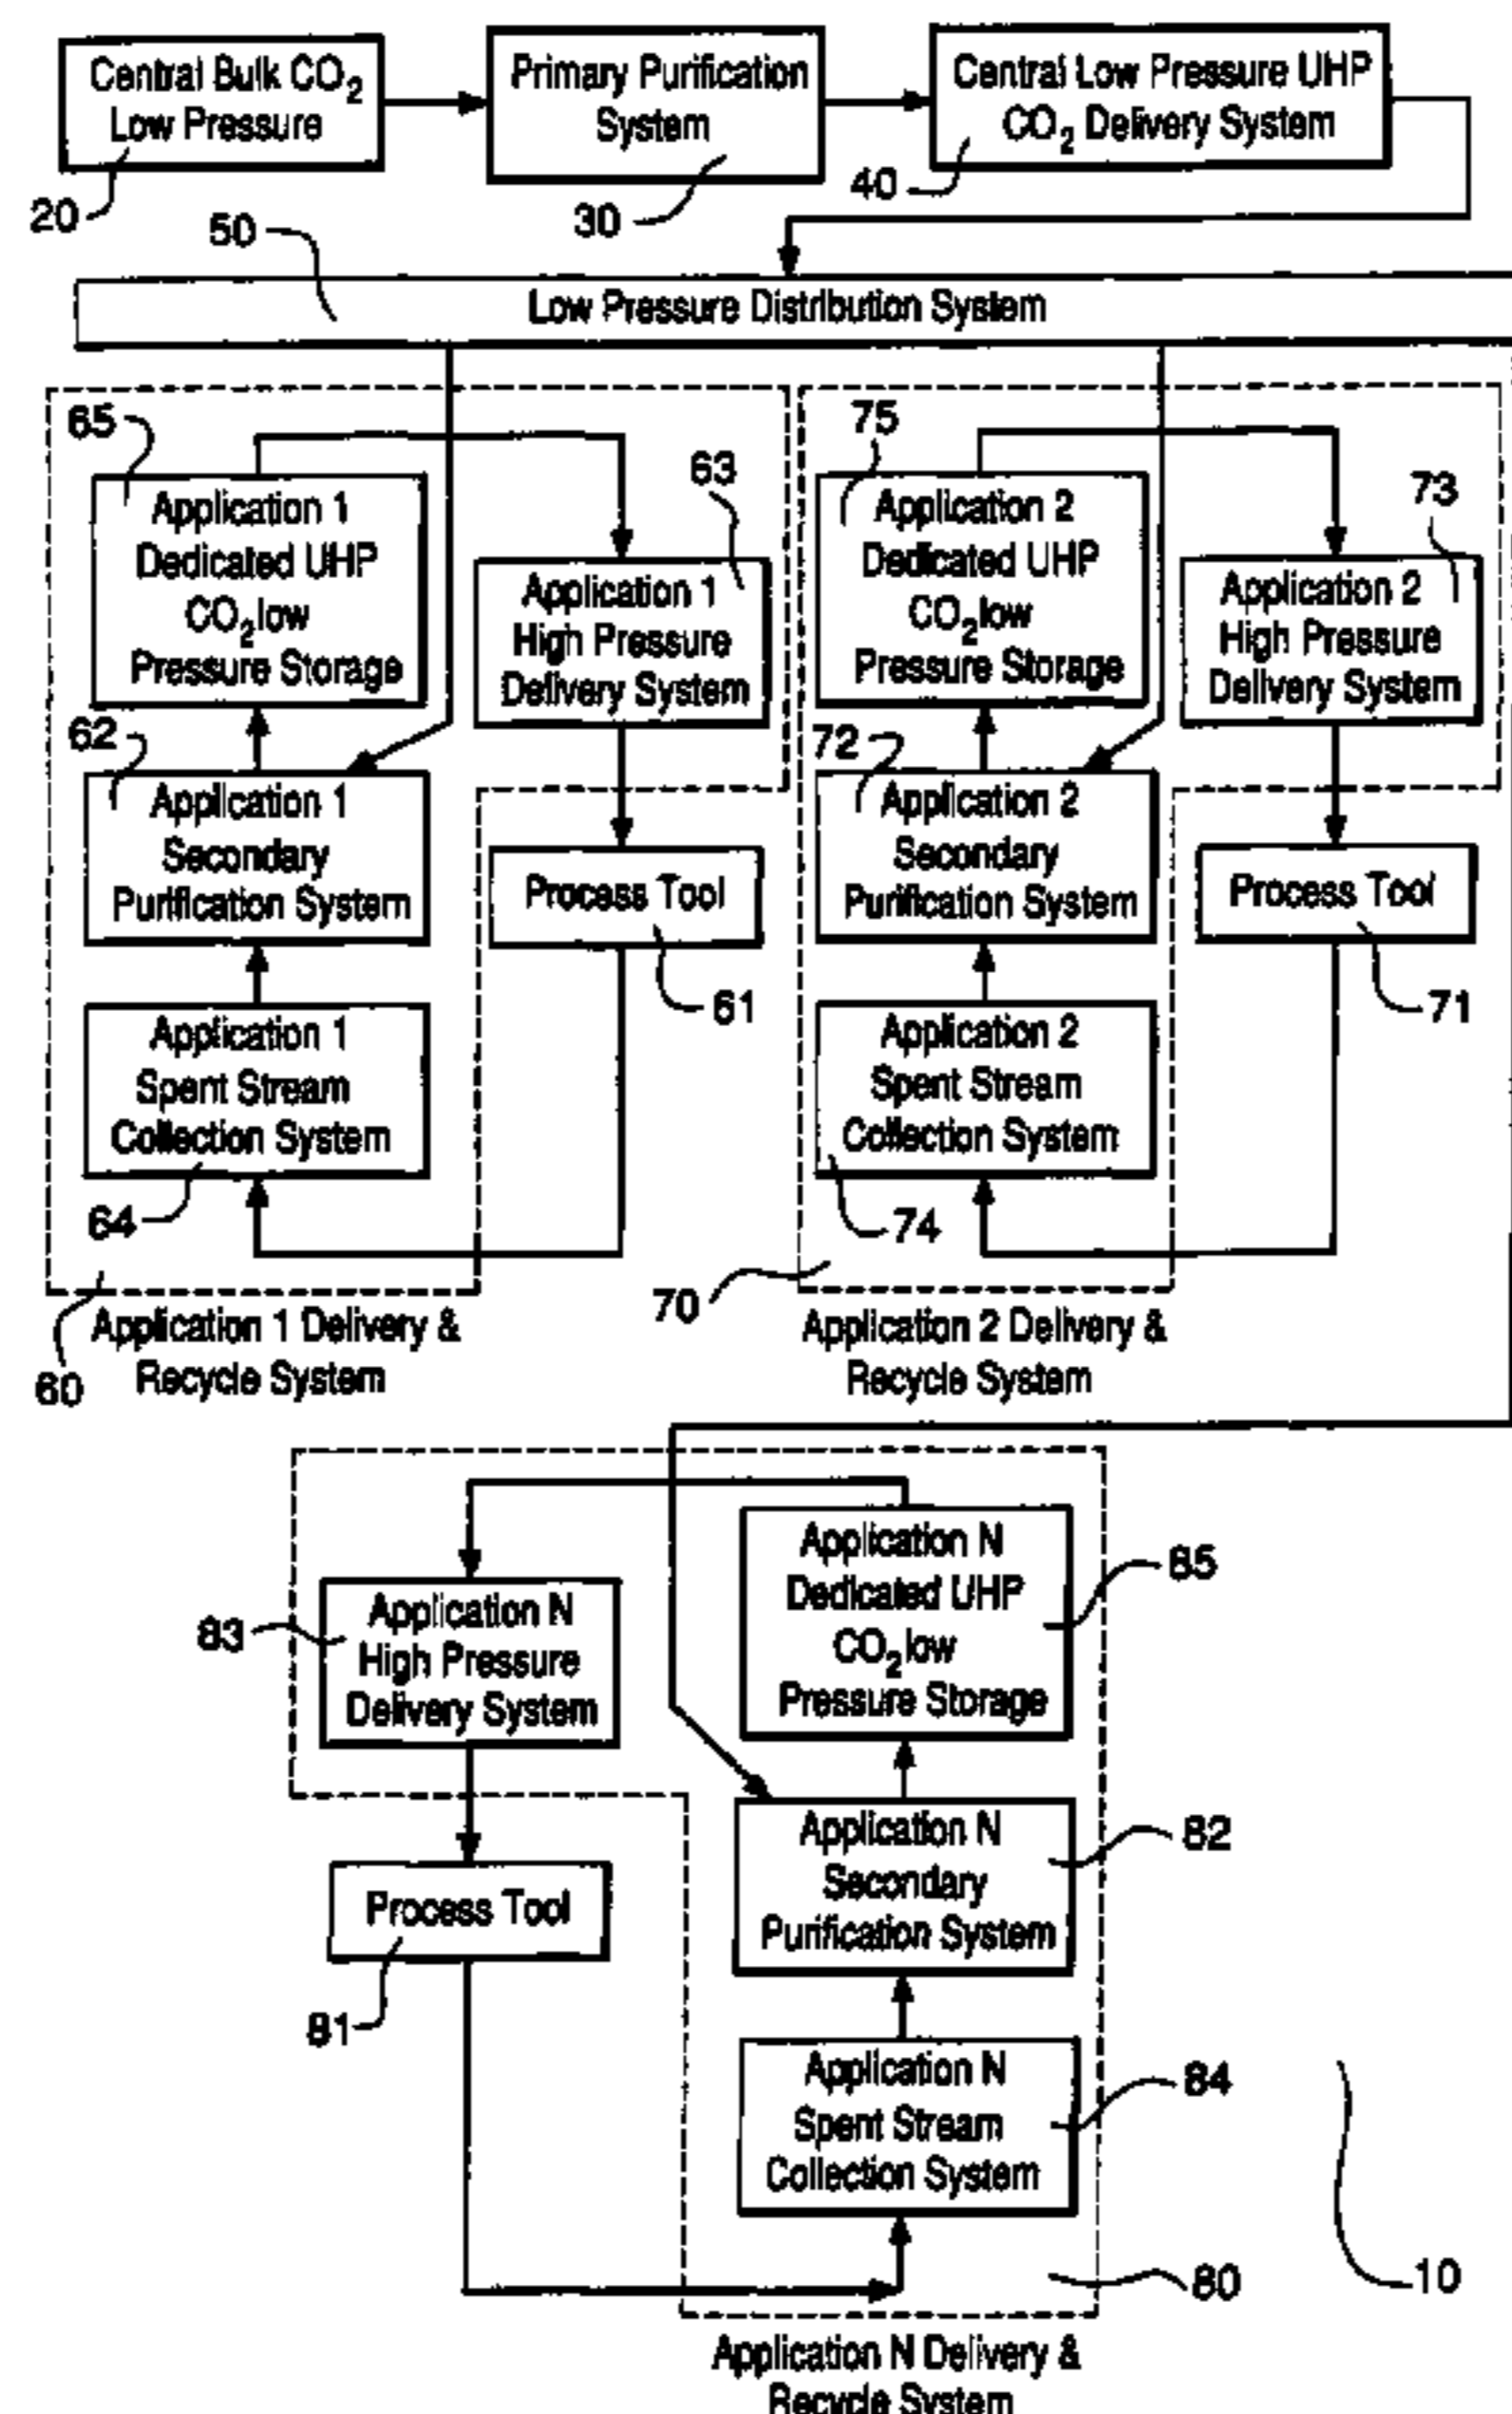 Central Bulk CO2
Low Pressure
20
Primary Purification
System
30
Central Low Pressure UHP
CO2 Delivery System
40
50
Low Pressure Distribution System
65
Application 1
Dedicated UHP
CO2 low
Pressure Storage
63
Application 1
High Pressure
Delivery System
62
Application 1
Secondary
Purification System
Process Tool
61
Application 1
Spent Stream
Collection System
64
60
Application 1 Delivery &
Recycle System
75
Application 2
Dedicated UHP
CO2 low
Pressure Storage
73
Application 2
High Pressure
Delivery System
72
Application 2
Secondary
Purification System
Process Tool
71
Application 2
Spent Stream
Collection System
74
70
Application 2 Delivery &
Recycle System
83
Application N
High Pressure
Delivery System
Application N
Dedicated UHP
CO2 low
Pressure Storage
85
Process Tool
81
Application N
Secondary
Purification System
82
Application N
Spent Stream
Collection System
84
80
10
Application N Delivery &
Recycle System